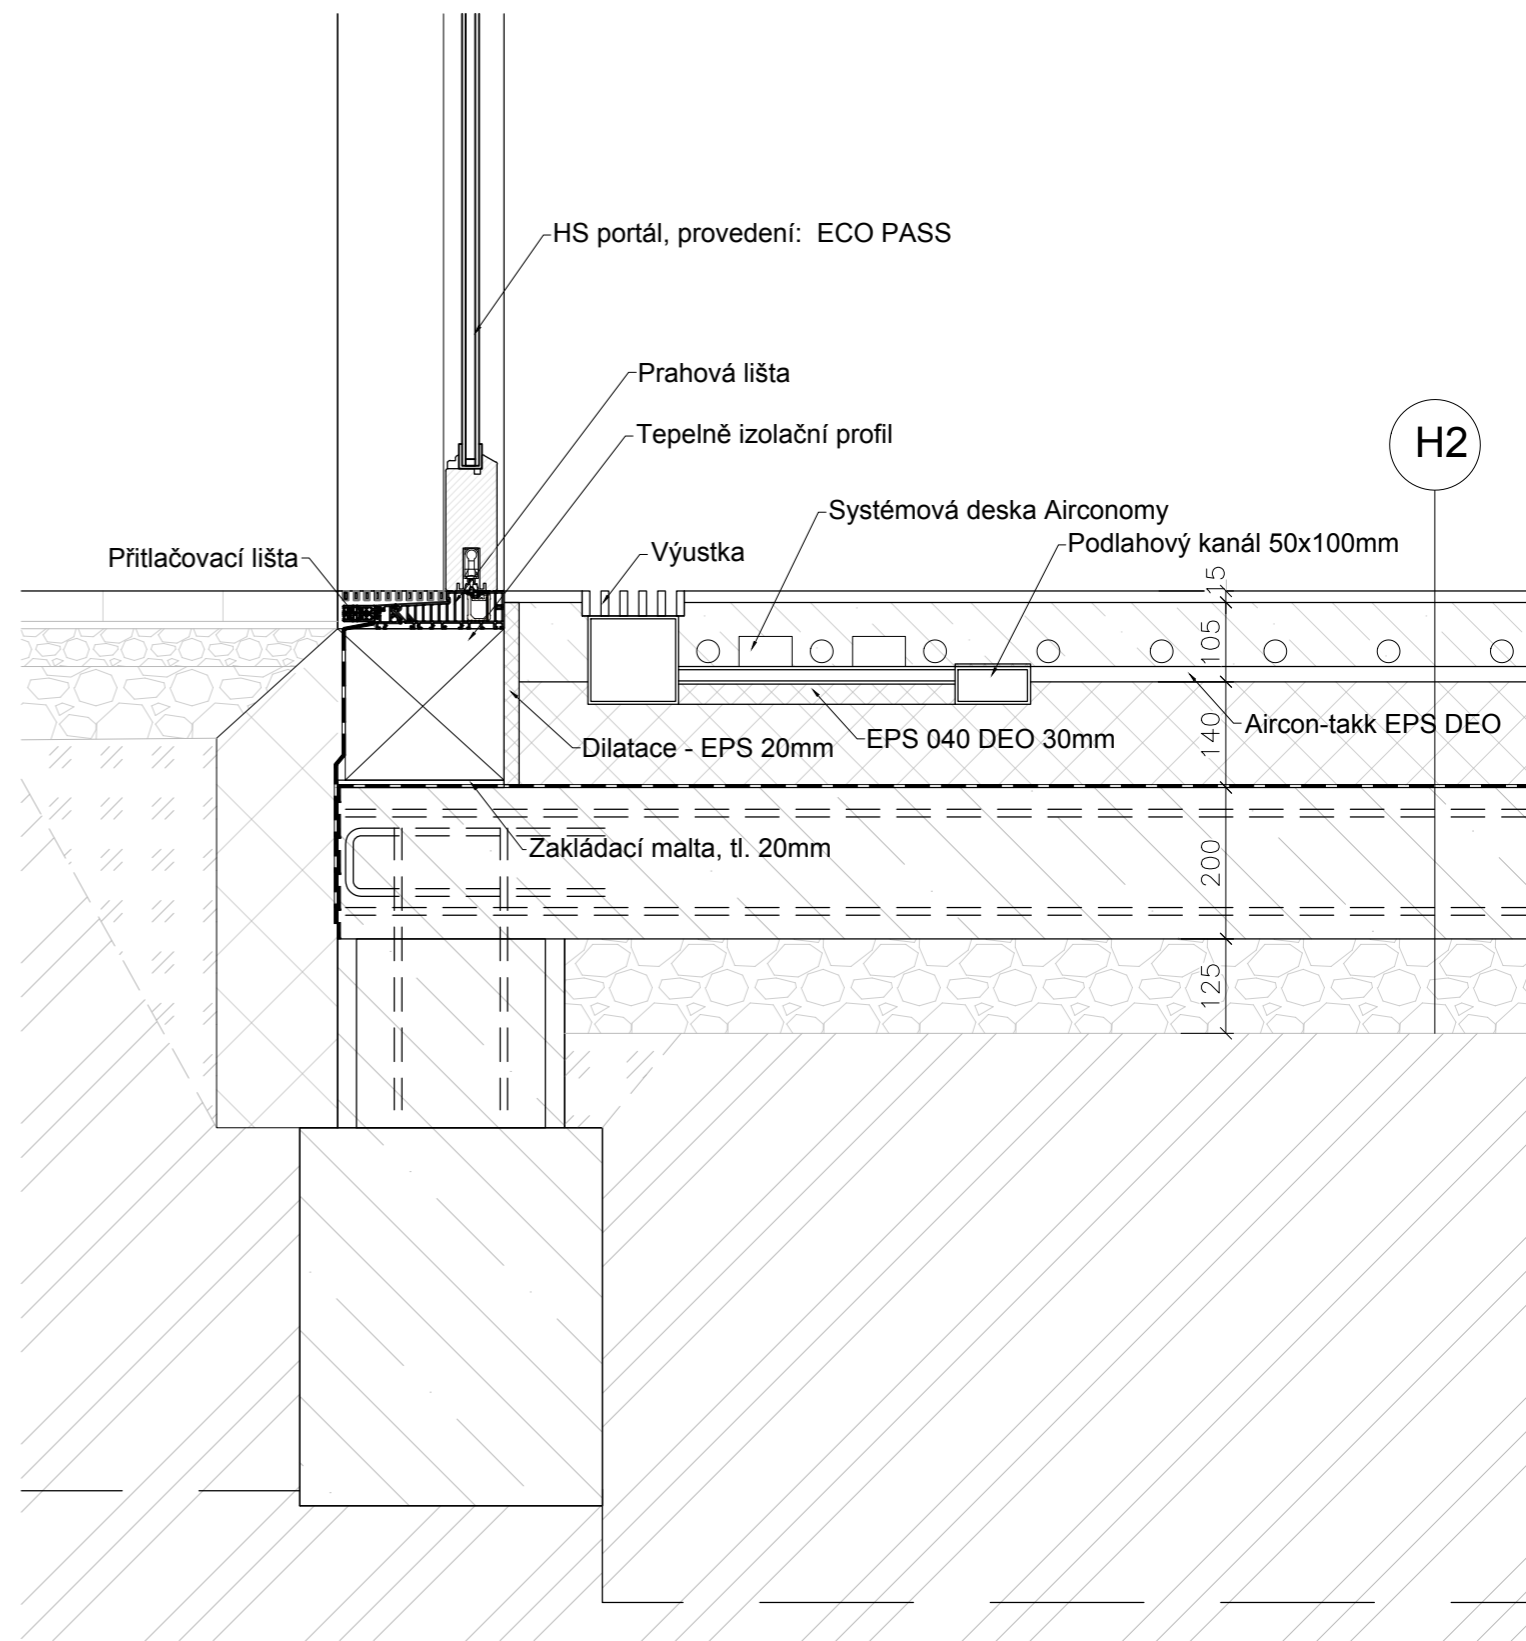 HS portál, provedení: ECO PASS
Prahová lišta
Tepelně izolační profil
H2
Systémová deska Airconomy
Podlahový kanál 50x100mm
Výustka
Přitlačovací lišta
15
105
140
Aircon-takk EPS DEO
EPS 040 DEO 30mm
Dilatace - EPS 20mm
Zakládací malta, tl. 20mm
200
125